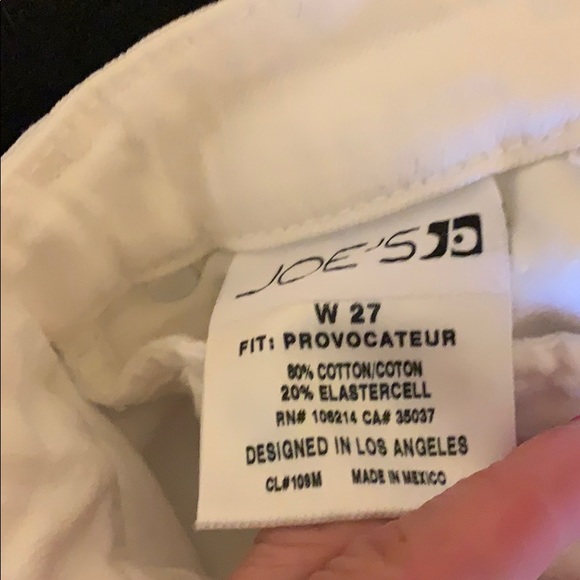 JOE'S
W 27
FIT: PROVOCATEUR
80% COTTON/COTON
20% ELASTERCELL
RN# 106214 CA# 35037
DESIGNED IN LOS ANGELES
CL#109M MADE IN MEXICO